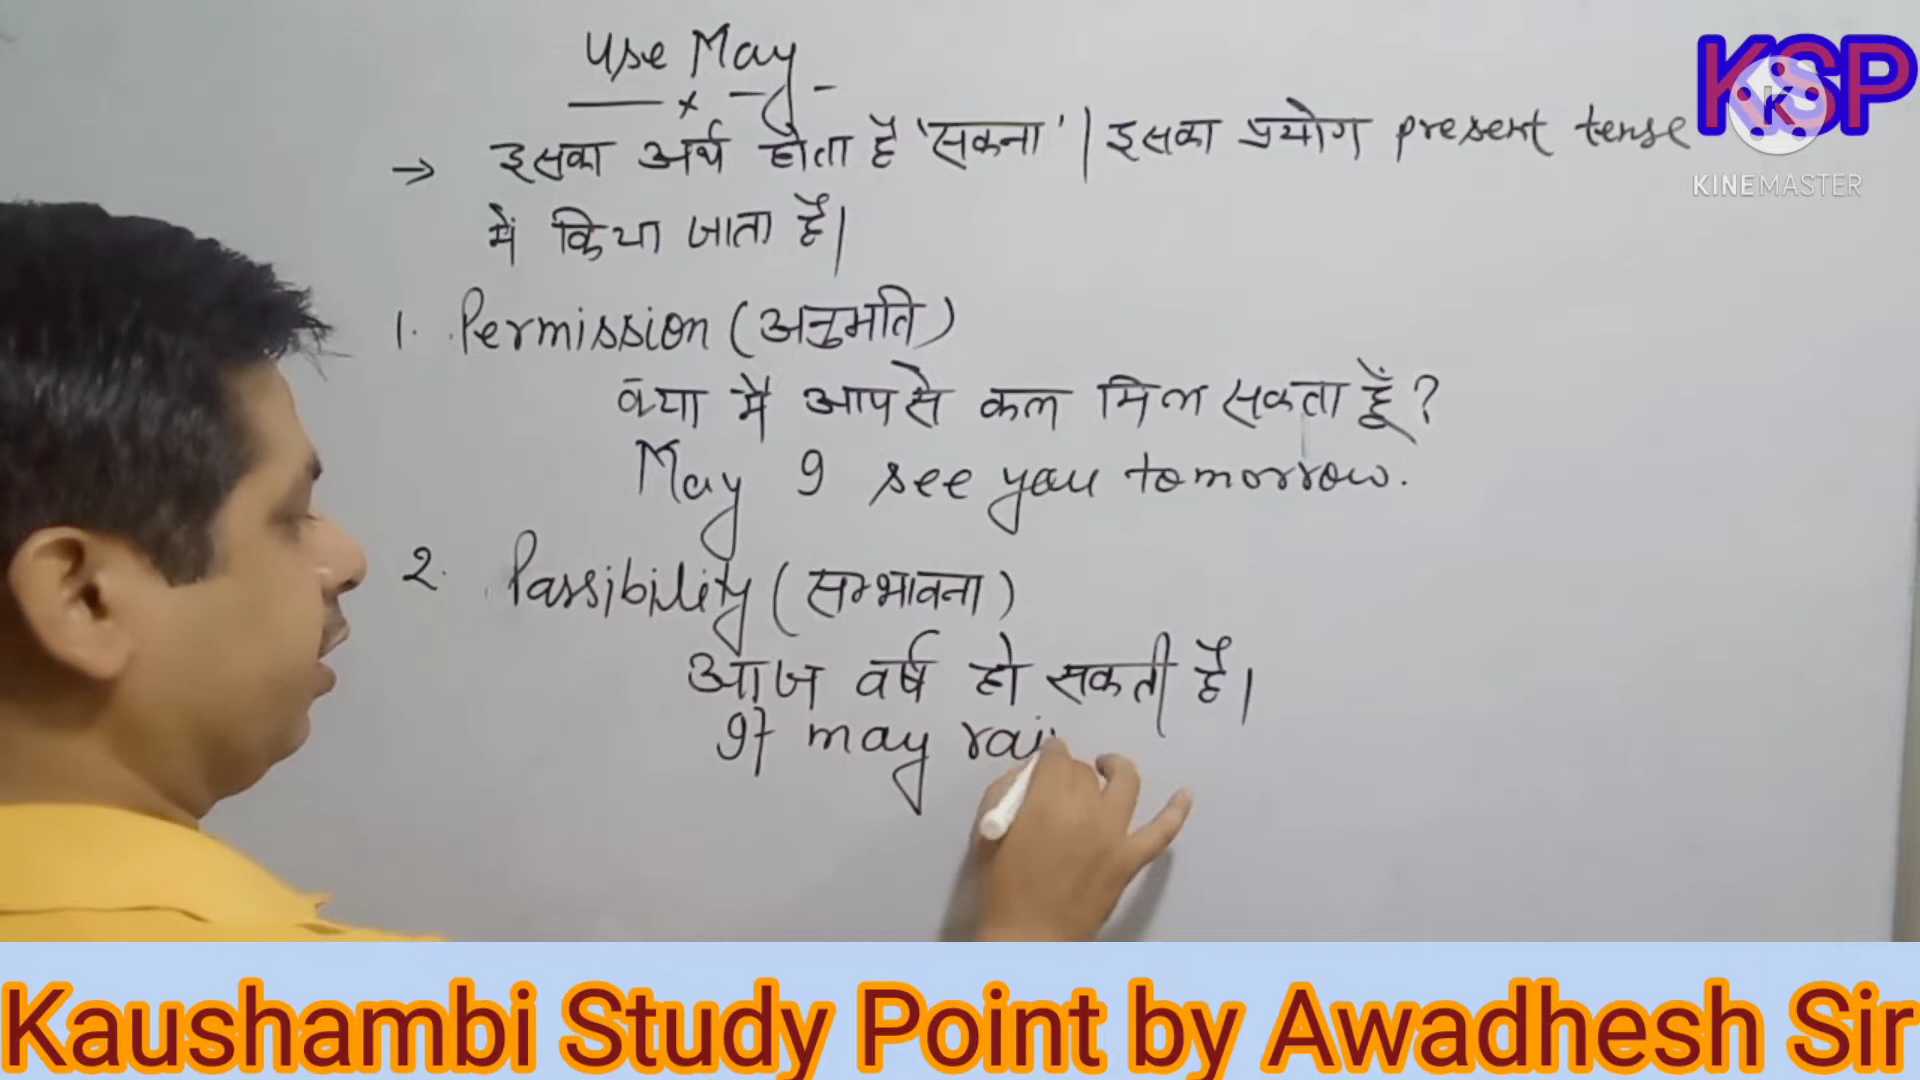 Use May
→ इसका अर्थ होता है 'सकना' | इसका प्रयोग present tense
में किया जाता है|
1. Permission (अनुमति)
क्या मैं आपसे कल मिल सकता हूँ ?
May I see you tomorrow.
2. Passibility (सम्भावना)
आज वर्ष हो सकती है|
It may rai
KSP
K
KINEMASTER
Kaushambi Study Point by Awadhesh Sir